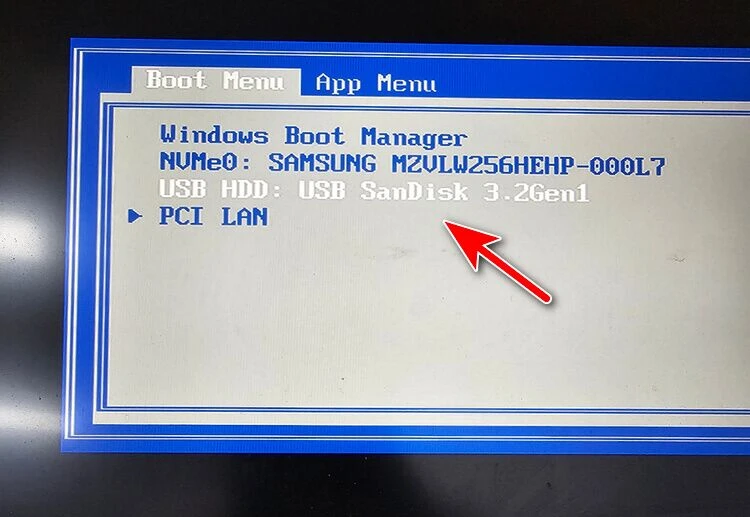 Boot Menu App Menu
Windows Boot Manager
NVMe0: SAMSUNG MZVLW256HEHP-000L7
USB HDD: USB SanDisk 3.2Gen1
PCI LAN